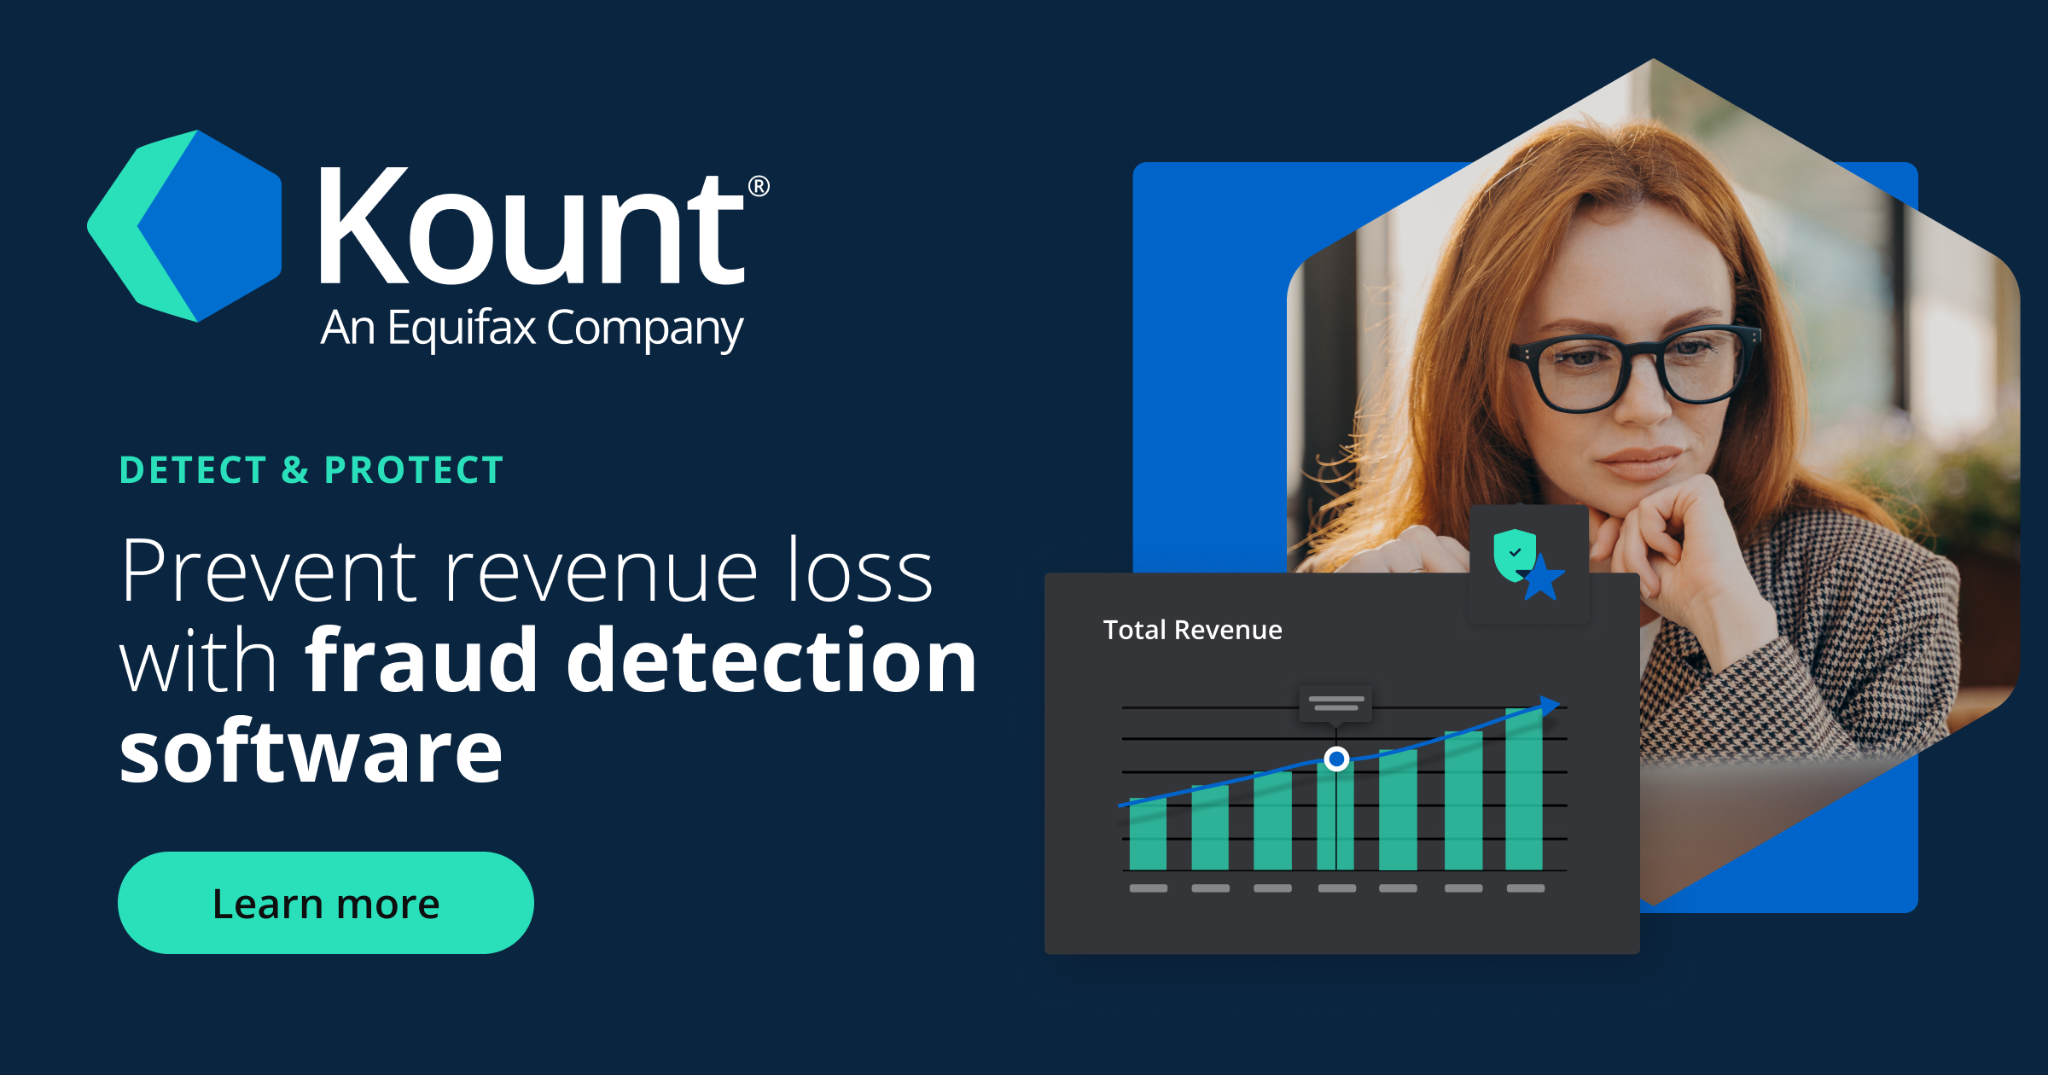 Kount®
An Equifax Company
DETECT & PROTECT
Prevent revenue loss
with fraud detection
software
Learn more
Total Revenue